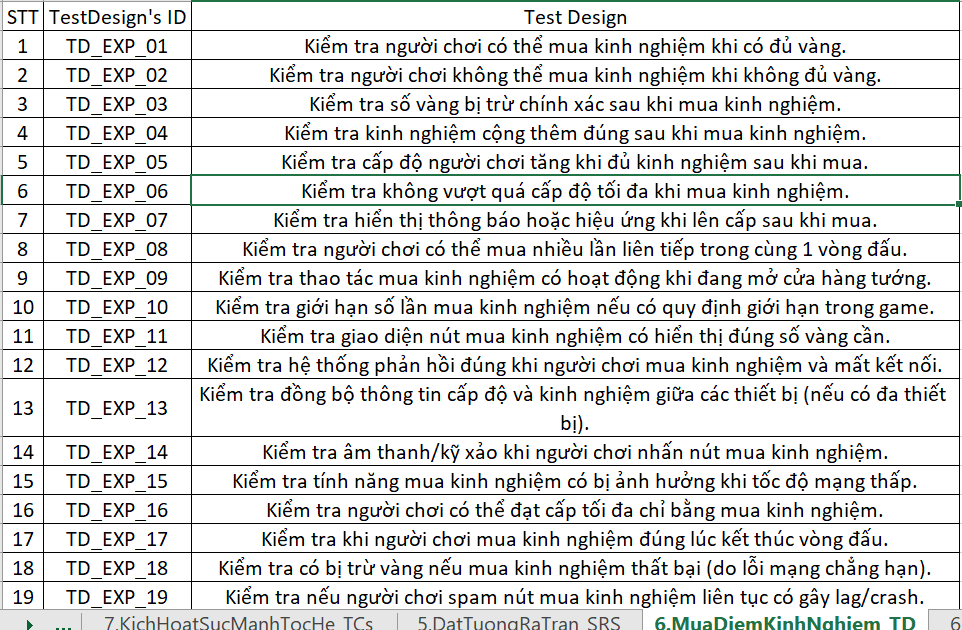 STT TestDesign's ID Test Design
1 TD_EXP_01 Kiểm tra người chơi có thể mua kinh nghiệm khi có đủ vàng.
2 TD_EXP_02 Kiểm tra người chơi không thể mua kinh nghiệm khi không đủ vàng.
3 TD_EXP_03 Kiểm tra số vàng bị trừ chính xác sau khi mua kinh nghiệm.
4 TD_EXP_04 Kiểm tra kinh nghiệm cộng thêm đúng sau khi mua kinh nghiệm.
5 TD_EXP_05 Kiểm tra cấp độ người chơi tăng khi đủ kinh nghiệm sau khi mua.
6 TD_EXP_06 Kiểm tra không vượt quá cấp độ tối đa khi mua kinh nghiệm.
7 TD_EXP_07 Kiểm tra hiển thị thông báo hoặc hiệu ứng khi lên cấp sau khi mua.
8 TD_EXP_08 Kiểm tra người chơi có thể mua nhiều lần liên tiếp trong cùng 1 vòng đấu.
9 TD_EXP_09 Kiểm tra thao tác mua kinh nghiệm có hoạt động khi đang mở cửa hàng tướng.
10 TD_EXP_10 Kiểm tra giới hạn số lần mua kinh nghiệm nếu có quy định giới hạn trong game.
11 TD_EXP_11 Kiểm tra giao diện nút mua kinh nghiệm có hiển thị đúng số vàng cần.
12 TD_EXP_12 Kiểm tra hệ thống phản hồi đúng khi người chơi mua kinh nghiệm và mất kết nối.
13 TD_EXP_13 Kiểm tra đồng bộ thông tin cấp độ và kinh nghiệm giữa các thiết bị (nếu có đa thiết
bị).
14 TD_EXP_14 Kiểm tra âm thanh/kỹ xảo khi người chơi nhấn nút mua kinh nghiệm.
15 TD_EXP_15 Kiểm tra tính năng mua kinh nghiệm có bị ảnh hưởng khi tốc độ mạng thấp.
16 TD_EXP_16 Kiểm tra người chơi có thể đạt cấp tối đa chỉ bằng mua kinh nghiệm.
17 TD_EXP_17 Kiểm tra khi người chơi mua kinh nghiệm đúng lúc kết thúc vòng đấu.
18 TD_EXP_18 Kiểm tra có bị trừ vàng nếu mua kinh nghiệm thất bại (do lỗi mạng chẳng hạn).
19 TD_EXP_19 Kiểm tra nếu người chơi spam nút mua kinh nghiệm liên tục có gây lag/crash.
... 7.KichHoatSucManhTocHe_TCs 5.DatTuongRaTran_SRS 6.MuaDiemKinhNghiem_TD 6